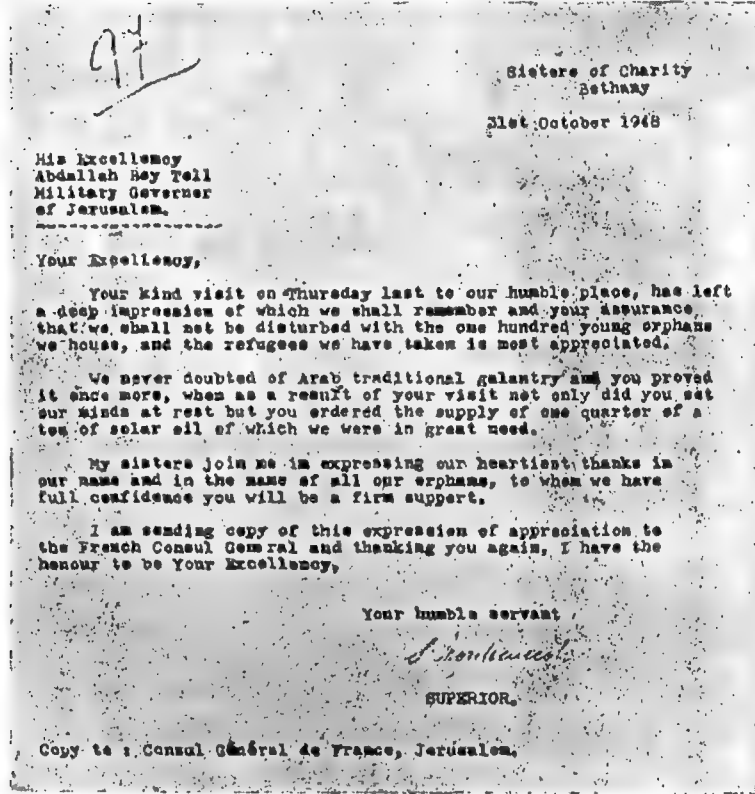 Sisters of Charity
Bethany
31st October 1948
His Excellency
Abdallah Bey Tell
Military Governer
of Jerusalem.
Your Excellency,
Your kind visit on Thursday last to our humble place, has left
a deep impression of which we shall remember and your assurance
that we shall not be disturbed with the one hundred young orphans
we house, and the refugees we have taken is most appreciated.
We never doubted of Arab traditional galantry and you proved
it once more, when as a result of your visit not only did you set
our minds at rest but you ordered the supply of one quarter of a
ton of solar oil of which we were in great need.
My sisters join me in expressing our heartiest thanks in
our name and in the name of all our orphans, to whom we have
full confidence you will be a firm support.
I am sending copy of this expression of appreciation to
the French Consul General and thanking you again, I have the
honour to be Your Excellency,
Your humble servant
SUPERIOR.
Copy to : Consul Général de France, Jerusalem.